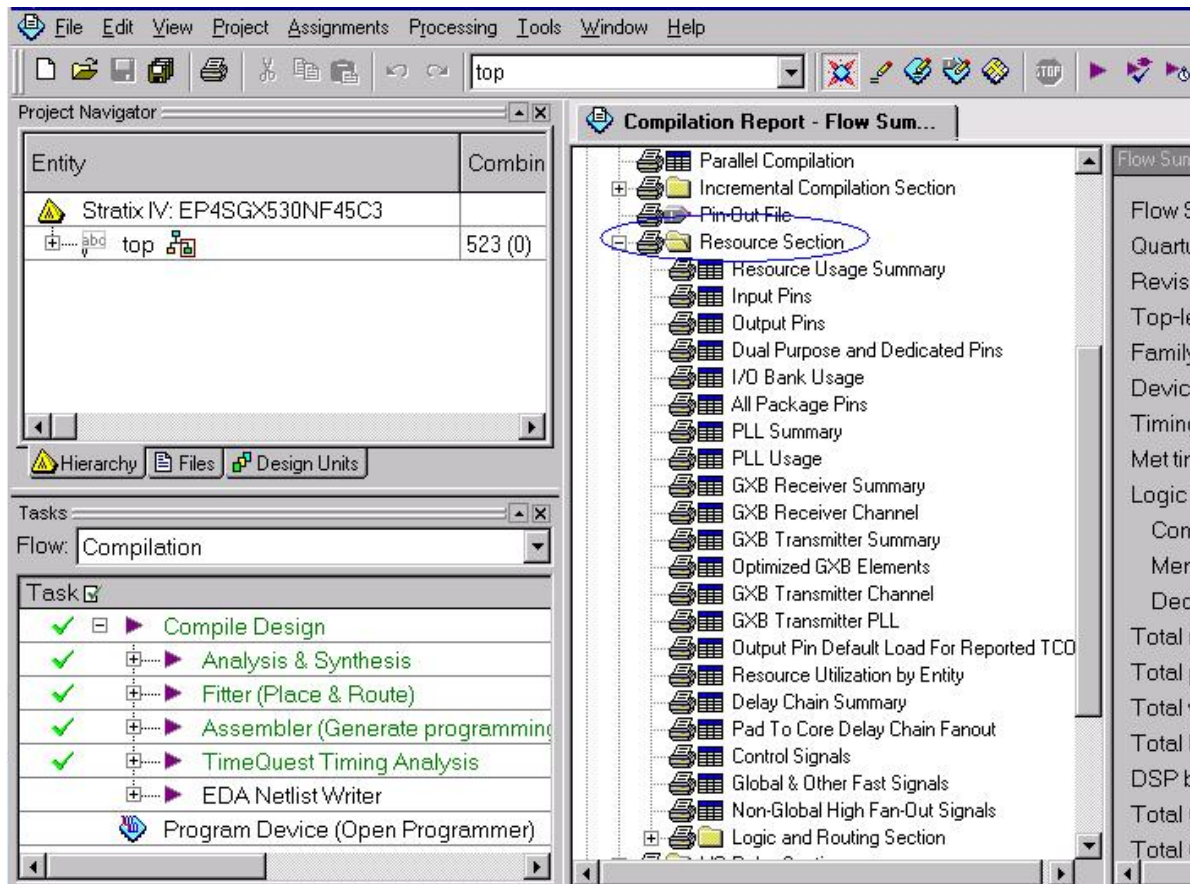 File Edit View Project Assignments Processing Tools Window Help
top
STOP
Project Navigator
Entity Combin
Stratix IV: EP4SGX530NF45C3
abc top 523 (0)
Hierarchy Files Design Units
Tasks
Flow: Compilation
Task
Compile Design
Analysis & Synthesis
Fitter (Place & Route)
Assembler (Generate programming
TimeQuest Timing Analysis
EDA Netlist Writer
Program Device (Open Programmer)
Compilation Report - Flow Sum...
Parallel Compilation
Incremental Compilation Section
Pin-Out File
Resource Section
Resource Usage Summary
Input Pins
Output Pins
Dual Purpose and Dedicated Pins
I/O Bank Usage
All Package Pins
PLL Summary
PLL Usage
GXB Receiver Summary
GXB Receiver Channel
GXB Transmitter Summary
Optimized GXB Elements
GXB Transmitter Channel
GXB Transmitter PLL
Output Pin Default Load For Reported TCO
Resource Utilization by Entity
Delay Chain Summary
Pad To Core Delay Chain Fanout
Control Signals
Global & Other Fast Signals
Non-Global High Fan-Out Signals
Logic and Routing Section
Flow Sum
Flow S
Quartu
Revis
Top-le
Family
Devic
Timing
Met tin
Logic
Con
Mer
Dec
Total
Total
Total
Total
DSP b
Total
Total